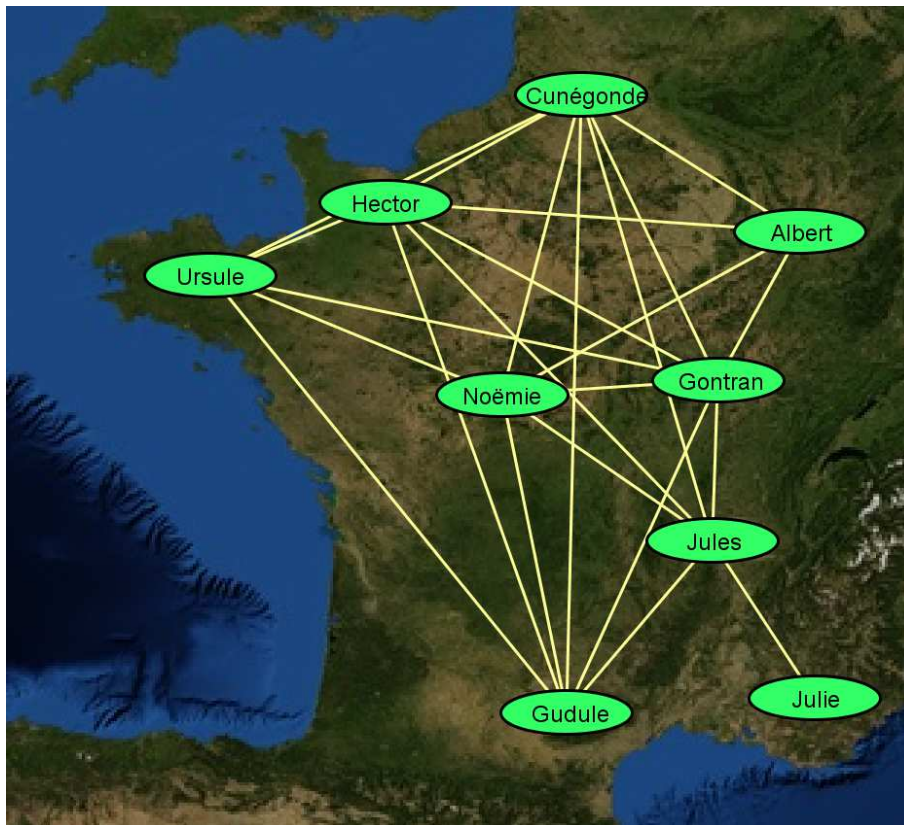 Cunégonde
Hector
Albert
Ursule
Gontran
Noëmie
Jules
Julie
Gudule